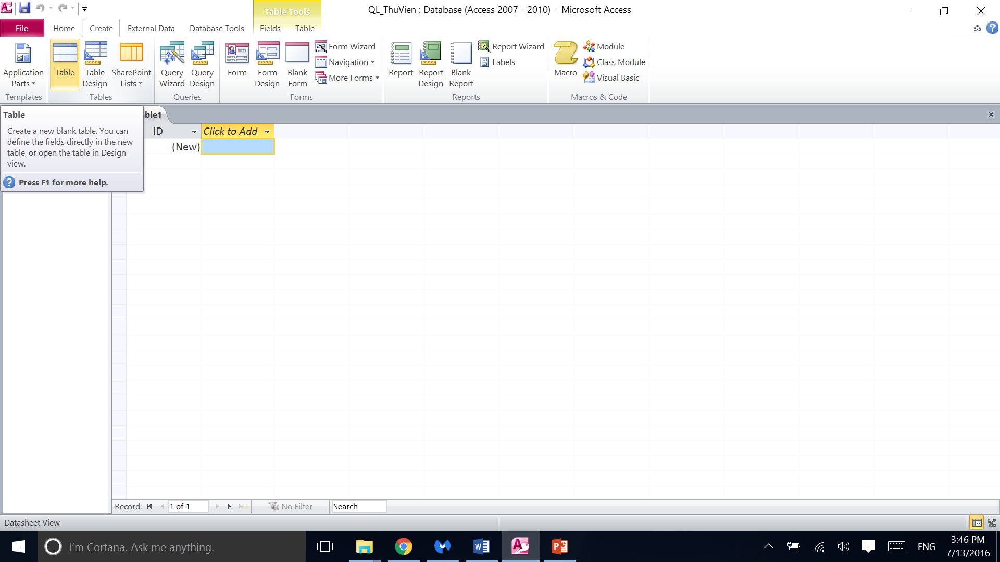 QL_ThuVien : Database (Access 2007 - 2010) - Microsoft Access
Table Tools
File Home Create External Data Database Tools Fields Table
Application Parts
Table
Table Design
SharePoint Lists
Templates
Tables
Query Wizard
Query Design
Queries
Form
Form Design
Blank Form
Form Wizard
Navigation
More Forms
Forms
Report
Report Design
Blank Report
Report Wizard
Labels
Reports
Macro
Module
Class Module
Visual Basic
Macros & Code
Table
Create a new blank table. You can
define the fields directly in the new
table, or open the table in Design
view.
Press F1 for more help.
ble1
ID Click to Add
(New)
Record: 1 of 1 No Filter Search
Datasheet View
I'm Cortana. Ask me anything.
ENG
3:46 PM
7/13/2016